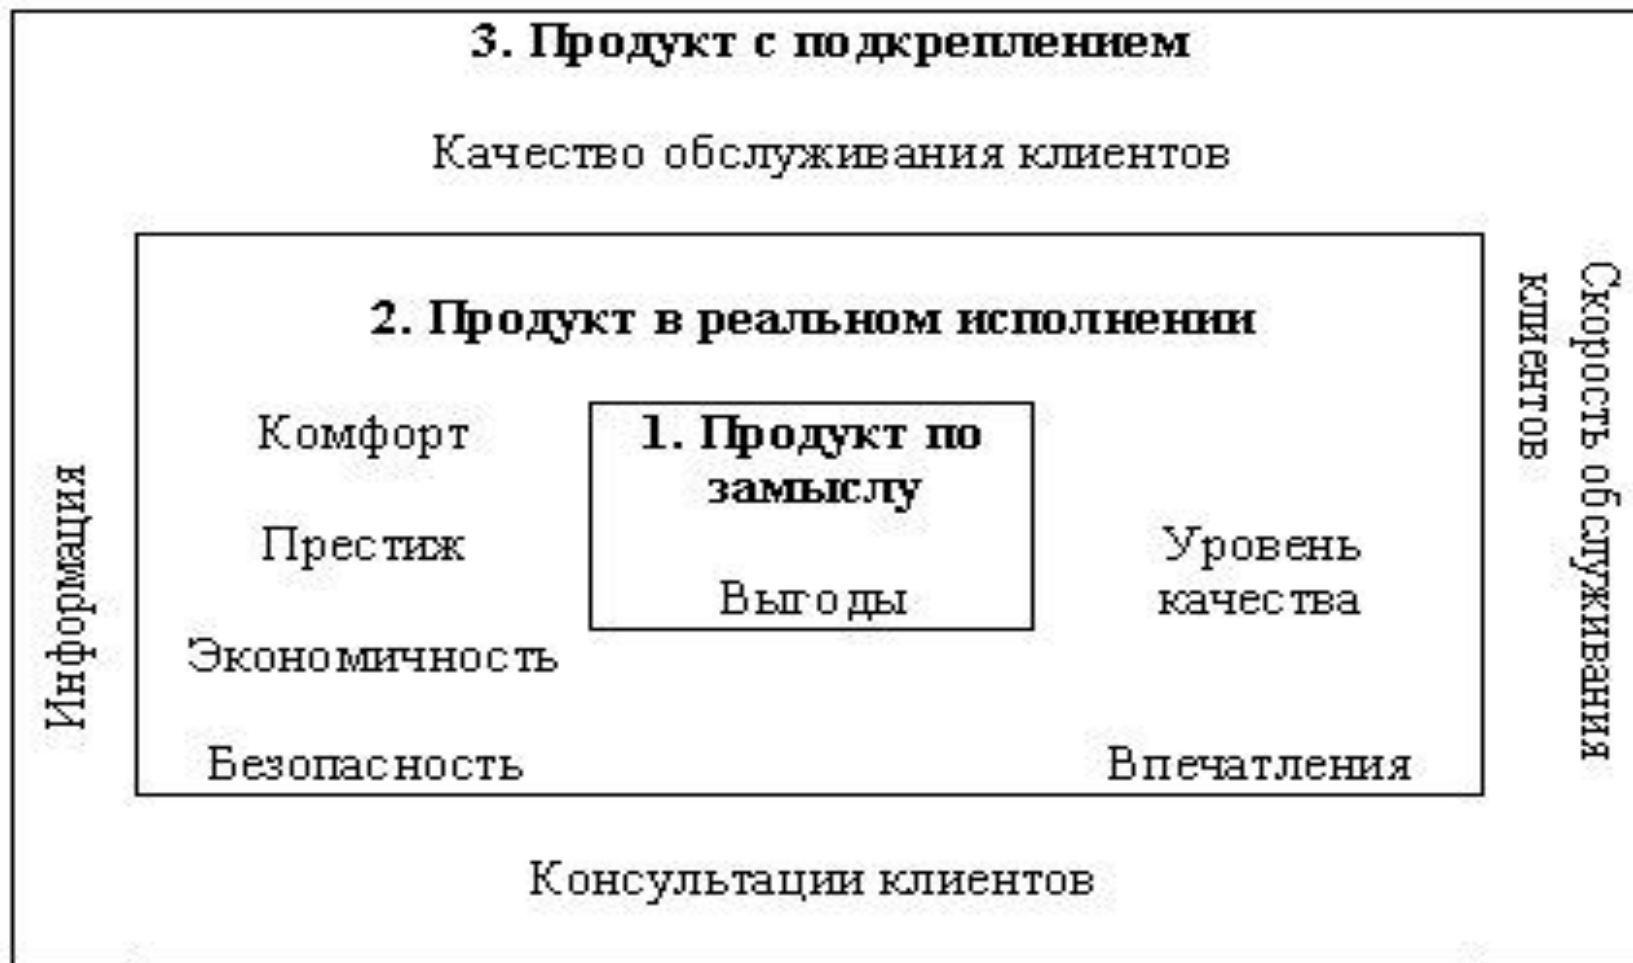 3. Продукт с подкреплением
Качество обслуживания клиентов
2. Продукт в реальном исполнении
Комфорт
1. Продукт по
замыслу
Престиж
Уровень
качества
Выгоды
Экономичность
Безопасность
Впечатления
Информация
Скорость обслуживания
клиентов
Консультации клиентов